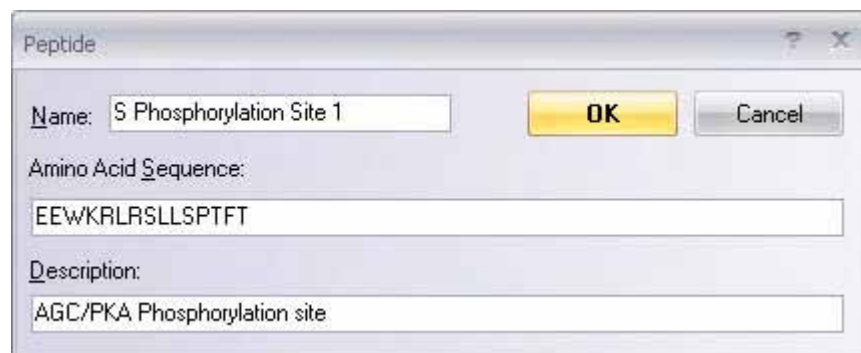 Peptide
Name: S Phosphorylation Site 1 OK Cancel
Amino Acid Sequence:
EEWKRLRSLLSPTFT
Description:
AGC/PKA Phosphorylation site